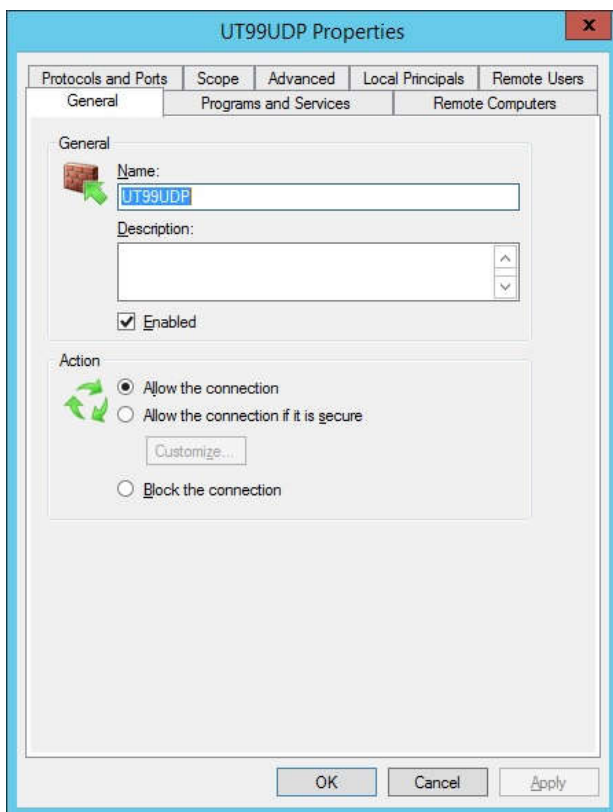 UT99UDP Properties
x
Protocols and Ports Scope Advanced Local Principals Remote Users
General Programs and Services Remote Computers
General
Name:
UT99UDP
Description:
Enabled
Action
Allow the connection
Allow the connection if it is secure
Customize...
Block the connection
OK Cancel Apply